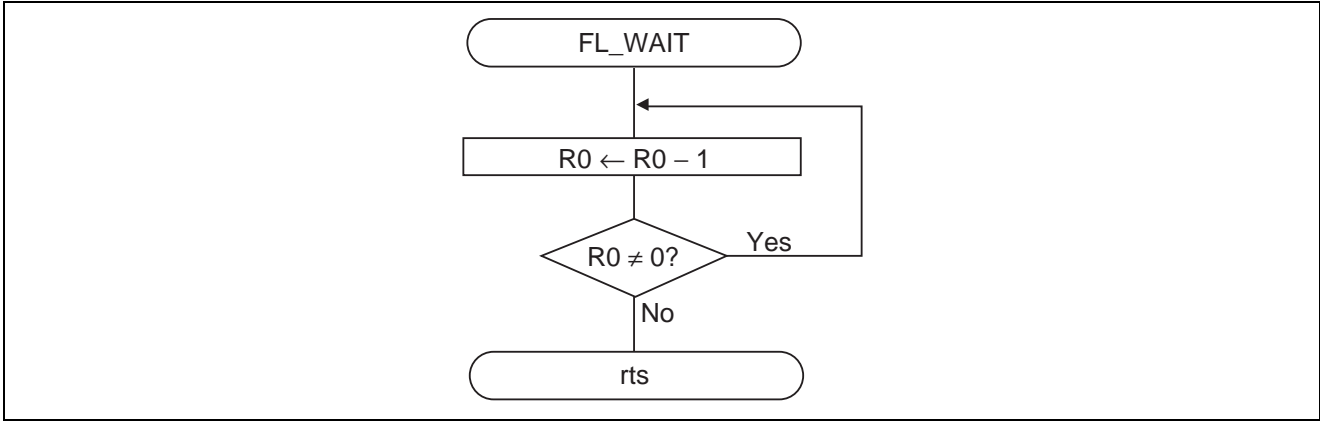 FL_WAIT
R0 ← R0 − 1
R0 ≠ 0?
Yes
No
rts